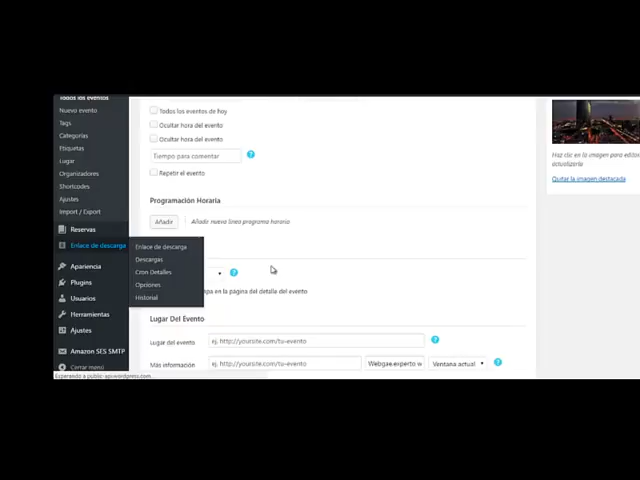 Todos los eventos
Nuevo evento
Tags
Categorías
Etiquetas
Lugar
Organizadores
Shortcodes
Ajustes
Import / Export
Reservas
Enlace de descarga
Apariencia
Plugins
Usuarios
Herramientas
Ajustes
Amazon SES SMTP
Cerrar menú
Esperando a public-api.wordpress.com...
Enlace de descarga
Descargas
Cron Detalles
Opciones
Historial
Todos los eventos de hoy
Ocultar hora del evento
Ocultar hora del evento
Tiempo para comentar
?
Repetir el evento
Programación Horaria
Añadir
Añadir nueva línea programa horario
?
apa en la página del detalle del evento
Lugar Del Evento
Lugar del evento
ej. http://yoursite.com/tu-evento
?
Más información
ej. http://yoursite.com/tu-evento
Webgae.experto w
Ventana actual
?
Haz clic en la imagen para edita
actualizarla
Quitar la imagen destacada